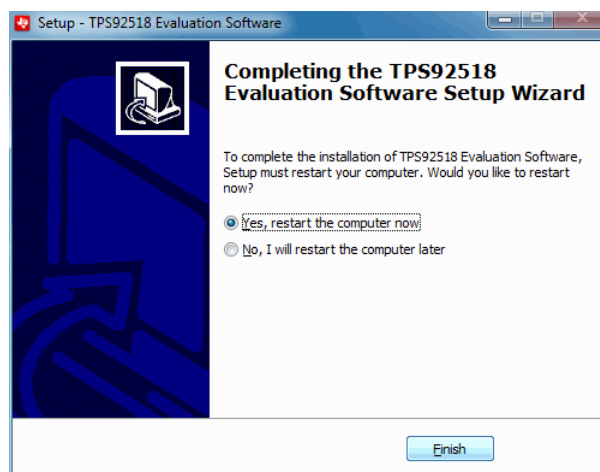 Setup - TPS92518 Evaluation Software
Completing the TPS92518
Evaluation Software Setup Wizard
To complete the installation of TPS92518 Evaluation Software,
Setup must restart your computer. Would you like to restart
now?
Yes, restart the computer now
No, I will restart the computer later
Finish